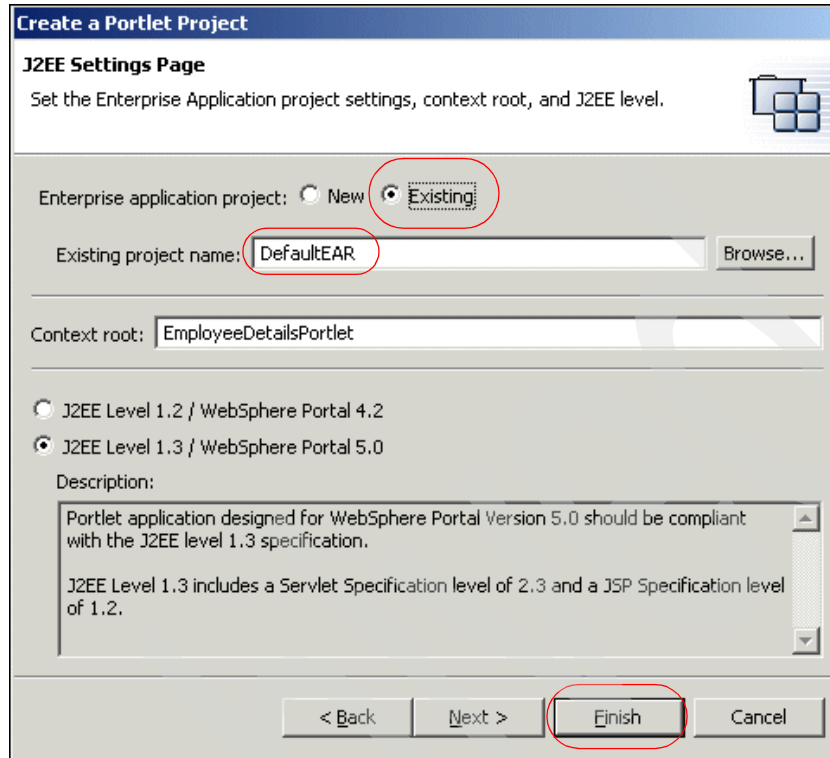 Create a Portlet Project
J2EE Settings Page
Set the Enterprise Application project settings, context root, and J2EE level.
Enterprise application project: New Existing
Existing project name: DefaultEAR Browse...
Context root: EmployeeDetailsPortlet
J2EE Level 1.2 / WebSphere Portal 4.2
J2EE Level 1.3 / WebSphere Portal 5.0
Description:
Portlet application designed for WebSphere Portal Version 5.0 should be compliant
with the J2EE level 1.3 specification.
J2EE Level 1.3 includes a Servlet Specification level of 2.3 and a JSP Specification level
of 1.2.
< Back Next > Finish Cancel